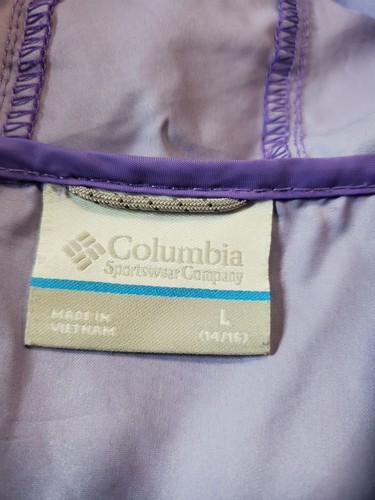 Columbia
Sportswear Company
MADE IN
VIETNAM
L
(14/16)